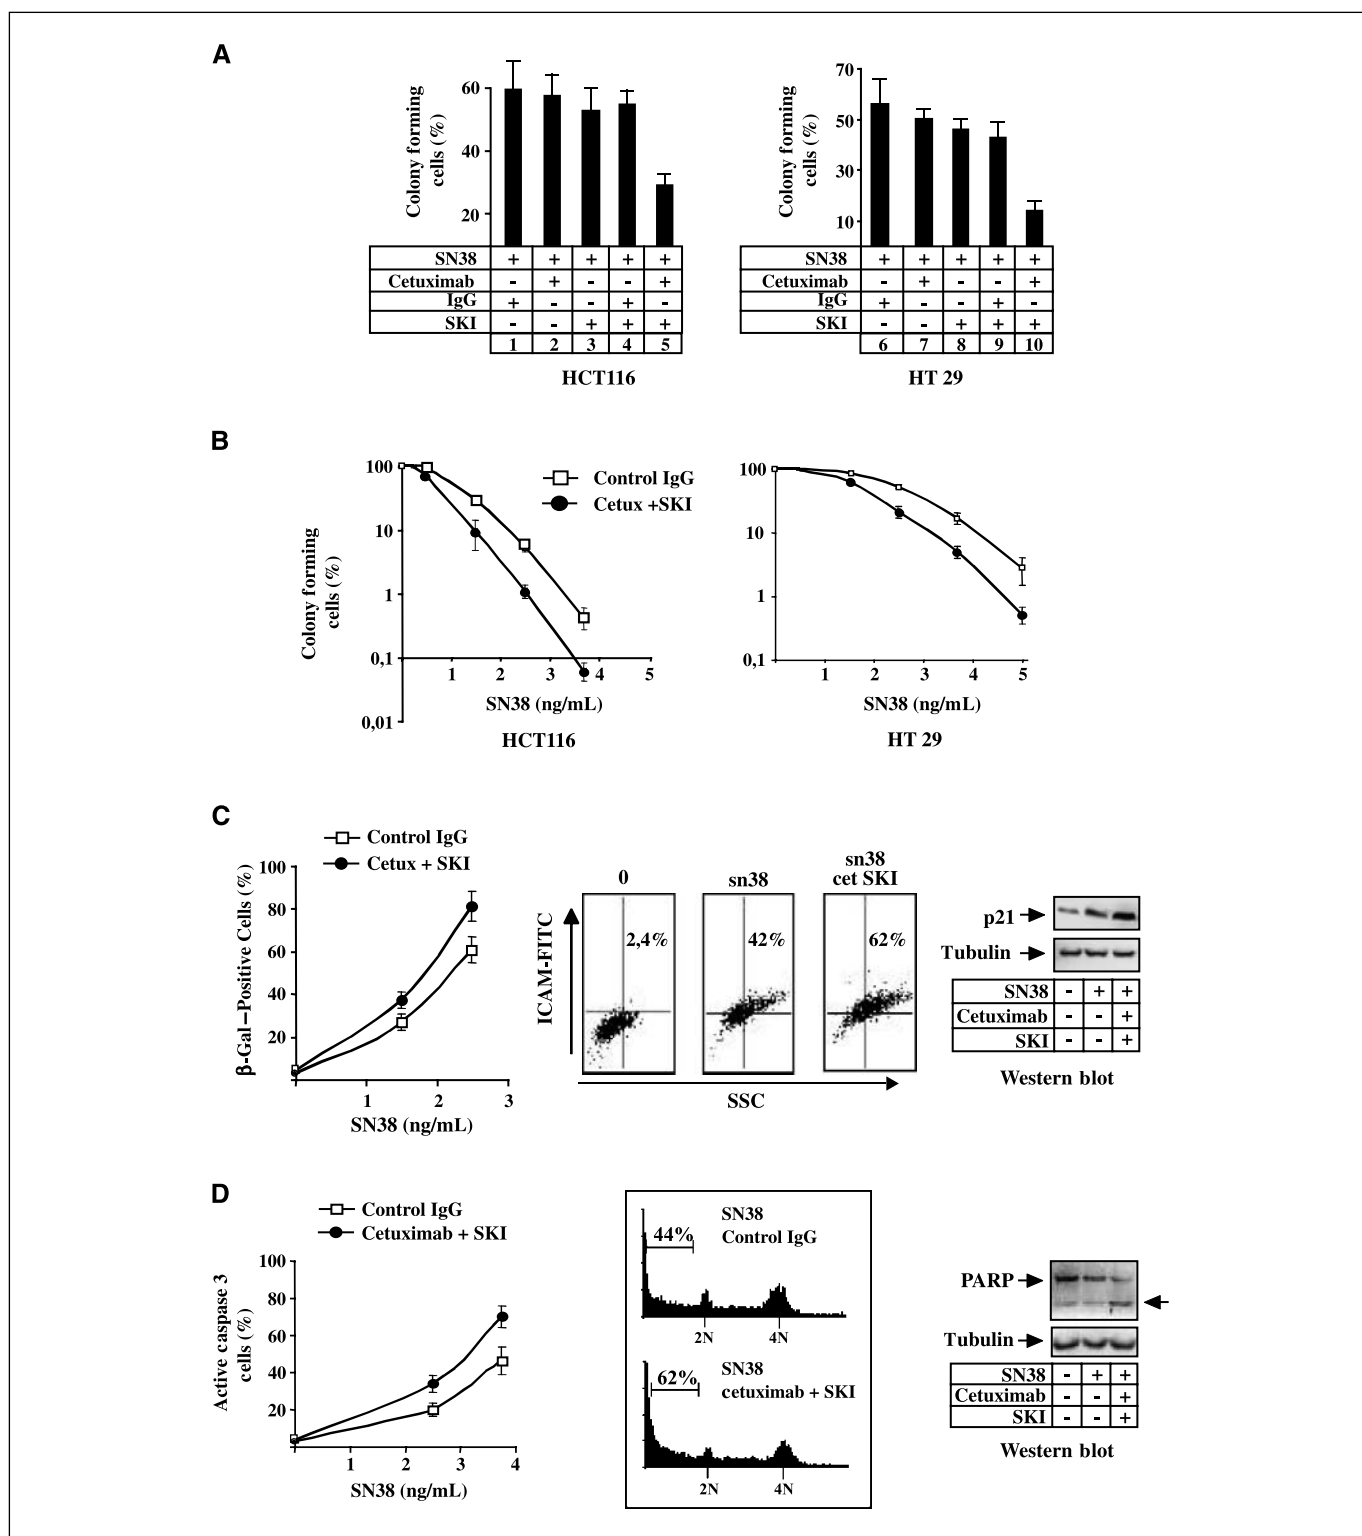 A
Colony forming
cells (%)
60
40
20
SN38 + + + + +
Cetuximab - + - - +
IgG + - - + -
SKI - - + + +
1 2 3 4 5
HCT116
Colony forming
cells (%)
70
50
30
10
SN38 + + + + +
Cetuximab - + - - +
IgG + - - + -
SKI - - + + +
6 7 8 9 10
HT 29
B
Colony forming
cells (%)
100
10
1
0,1
0,01
Control IgG
Cetux +SKI
1 2 3 4 5
SN38 (ng/mL)
HCT116
100
10
1
0,1
1 2 3 4 5
SN38 (ng/mL)
HT 29
C
Control IgG
Cetux + SKI
β-Gal–Positive Cells (%)
100
80
60
40
20
1 2 3
SN38 (ng/mL)
ICAM-FITC
0
2,4%
sn38
42%
sn38
cet SKI
62%
SSC
p21
Tubulin
SN38 - + +
Cetuximab - - +
SKI - - +
Western blot
D
Control IgG
Cetuximab + SKI
Active caspase 3
cells (%)
100
80
60
40
20
1 2 3 4
SN38 (ng/mL)
SN38
Control IgG
44%
2N 4N
SN38
cetuximab + SKI
62%
2N 4N
PARP
Tubulin
SN38 - + +
Cetuximab - - +
SKI - - +
Western blot